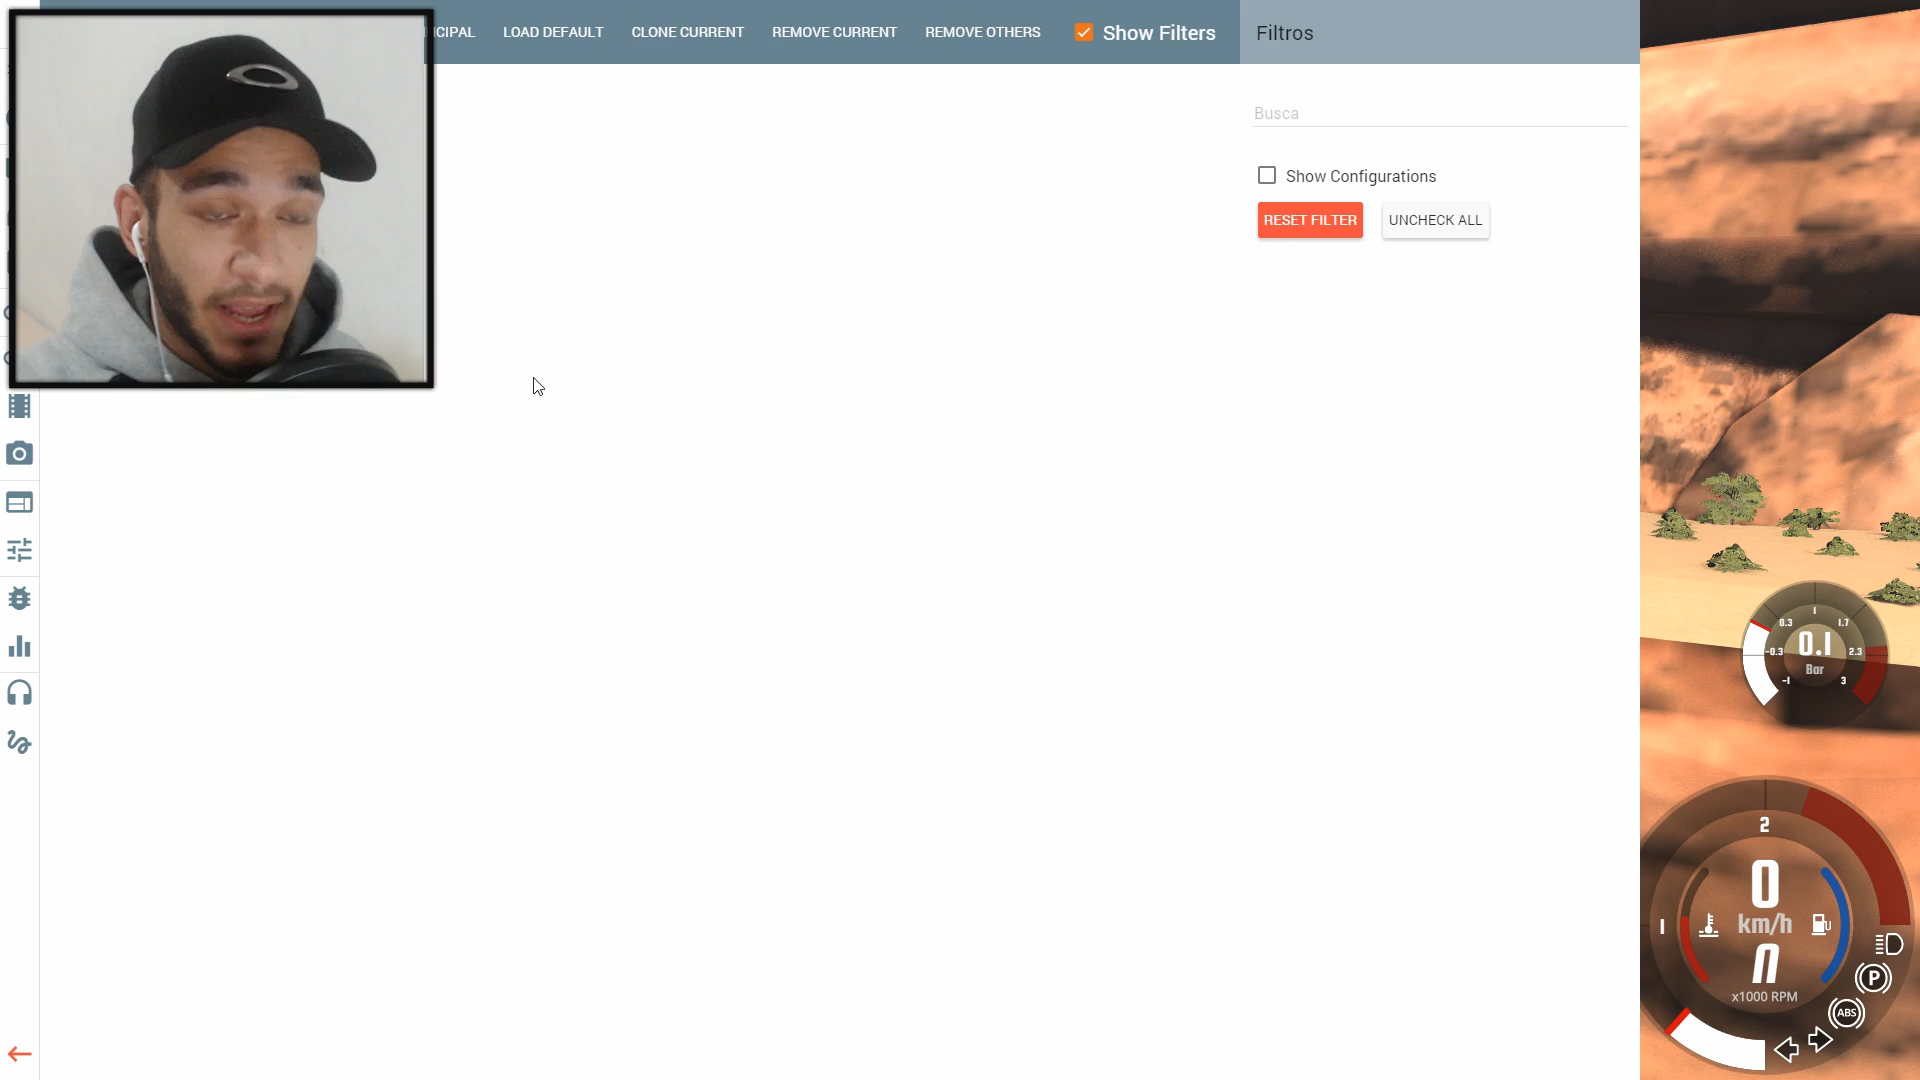 CIPAL LOAD DEFAULT CLONE CURRENT REMOVE CURRENT REMOVE OTHERS Show Filters Filtros
Busca
Show Configurations
RESET FILTER UNCHECK ALL
1
0.3 1.7
0.1
-0.3 2.3
Bar
-1 3
2
0
1 km/h
n
P
x1000 RPM
ABS